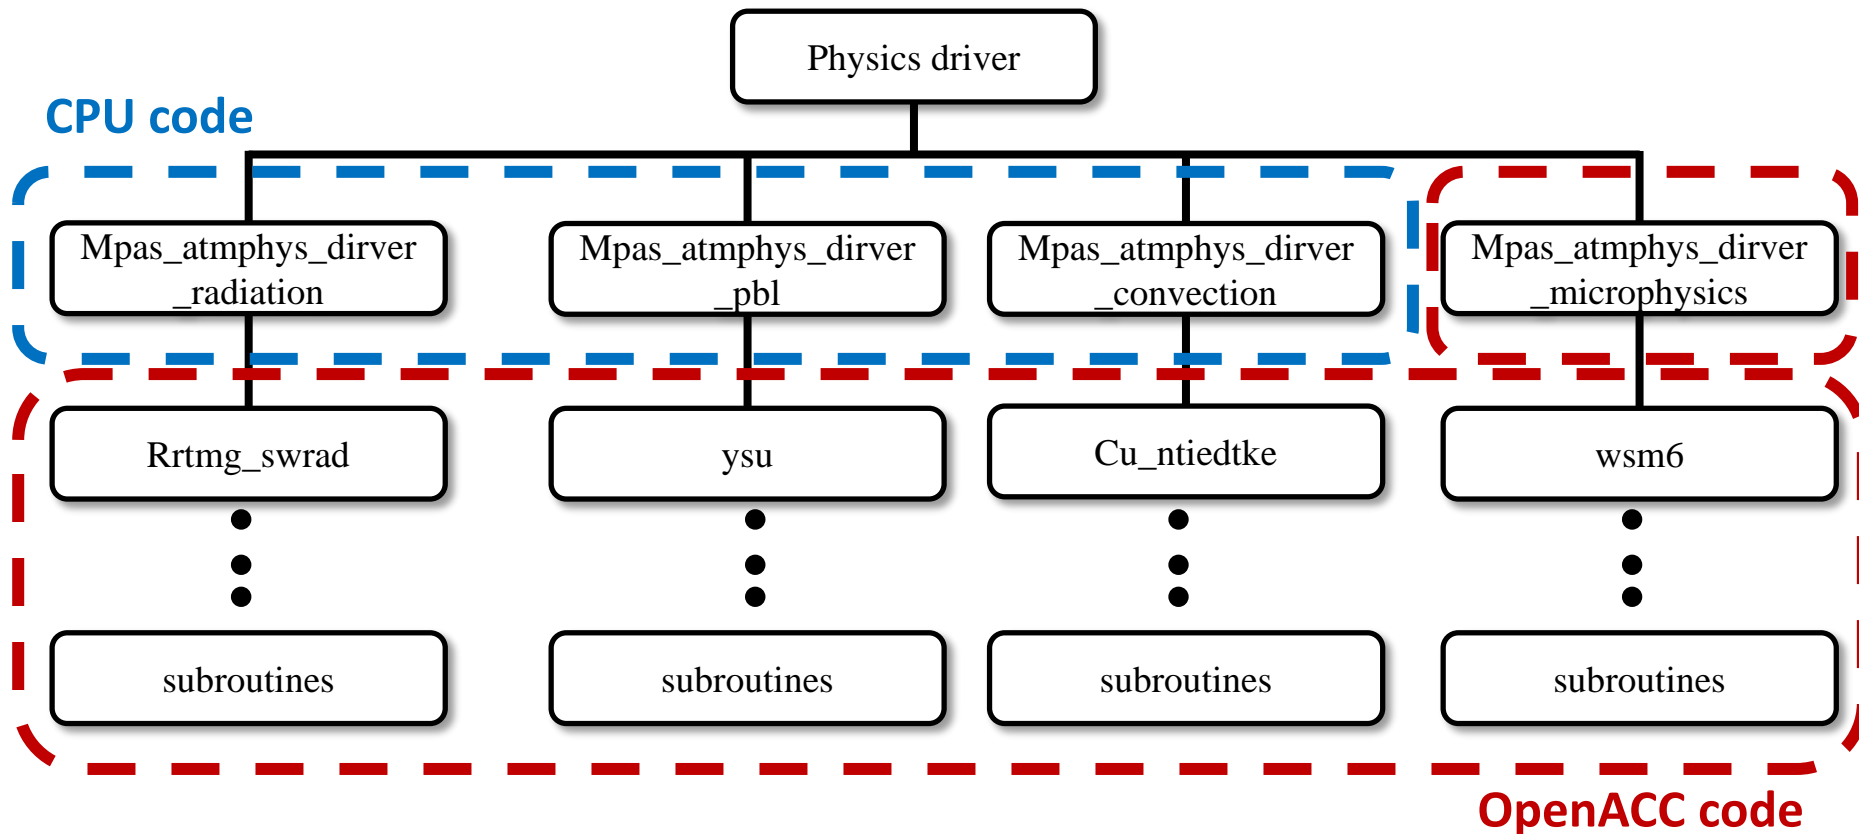 Physics driver
CPU code
Mpas_atmphys_dirver
_radiation
Mpas_atmphys_dirver
_pbl
Mpas_atmphys_dirver
_convection
Mpas_atmphys_dirver
_microphysics
Rrtmg_swrad
ysu
Cu_ntiedtke
wsm6
subroutines
subroutines
subroutines
subroutines
OpenACC code